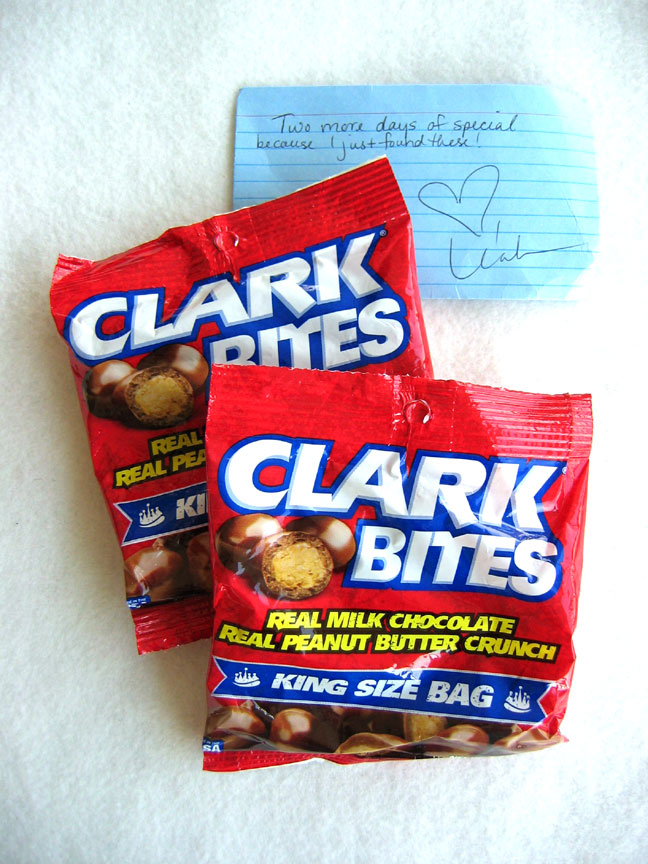 Two more days of special
because I just found these!
CLARK®
BITES
REAL
REAL PEA
KI
CLARK®
BITES
REAL MILK CHOCOLATE
REAL PEANUT BUTTER CRUNCH
KING SIZE BAG
SA